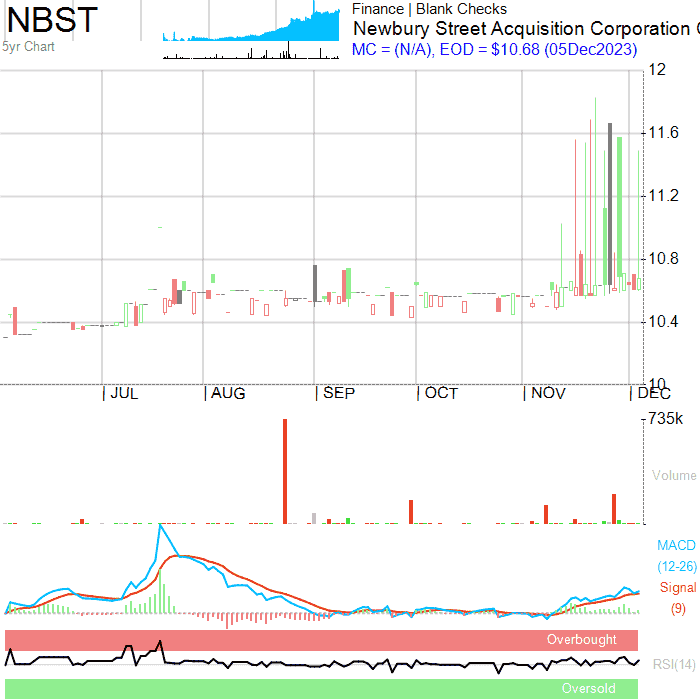 NBST
5yr Chart
Finance | Blank Checks
Newbury Street Acquisition Corporation
MC = (N/A), EOD = $10.68 (05Dec2023)
12
11.6
11.2
10.8
10.4
10
JUL AUG SEP OCT NOV DEC
735k
Volume
MACD
(12-26)
Signal
(9)
Overbought
RSI(14)
Oversold